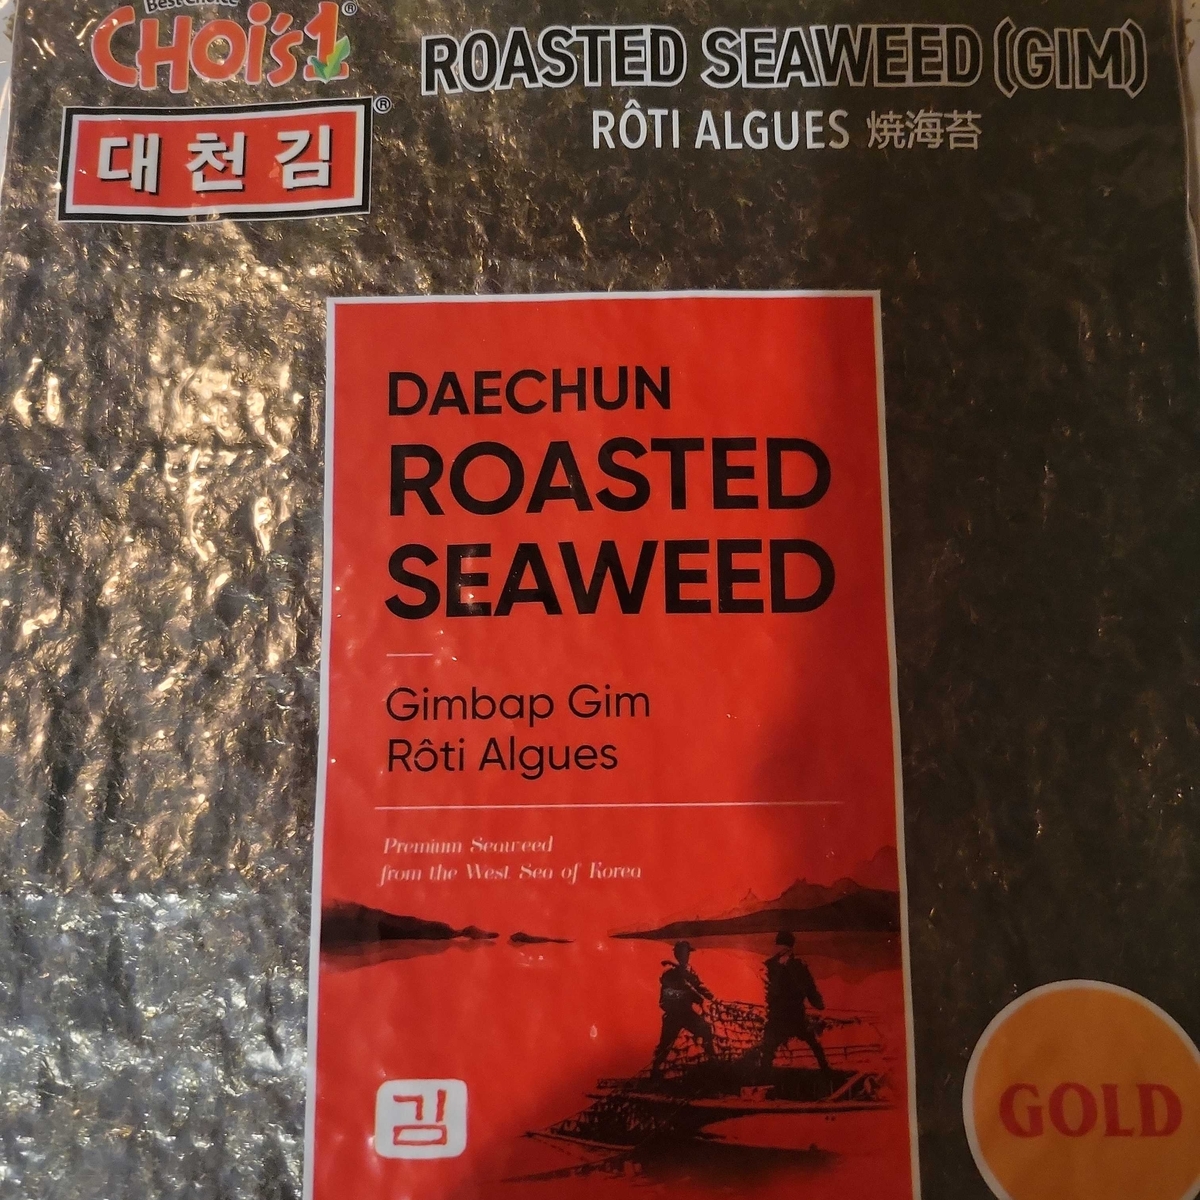 Best Choice
CHOi's1®
대천김®
ROASTED SEAWEED (GIM)
RÔTI ALGUES 焼海苔
DAECHUN
ROASTED
SEAWEED
Gimbap Gim
Rôti Algues
Premium Seaweed
from the West Sea of Korea
김
GOLD